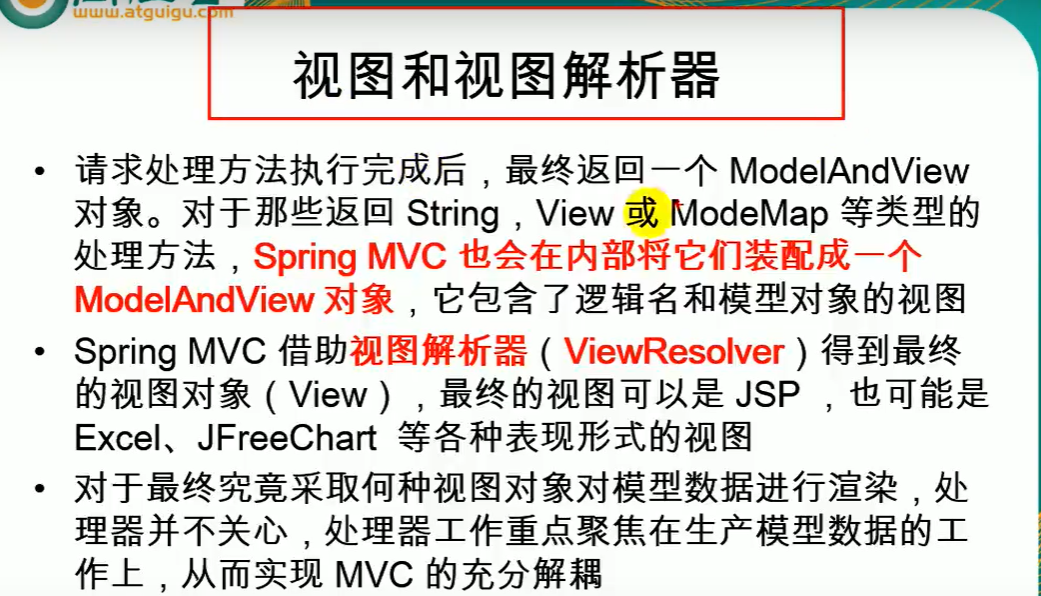 www.atguigu.com
视图和视图解析器
• 请求处理方法执行完成后，最终返回一个 ModelAndView
对象。对于那些返回 String，View 或 ModeMap 等类型的
处理方法，Spring MVC 也会在内部将它们装配成一个
ModelAndView 对象，它包含了逻辑名和模型对象的视图
• Spring MVC 借助视图解析器（ViewResolver）得到最终
的视图对象（View），最终的视图可以是 JSP ，也可能是
Excel、JFreeChart 等各种表现形式的视图
• 对于最终究竟采取何种视图对象对模型数据进行渲染，处
理器并不关心，处理器工作重点聚焦在生产模型数据的工
作上，从而实现 MVC 的充分解耦